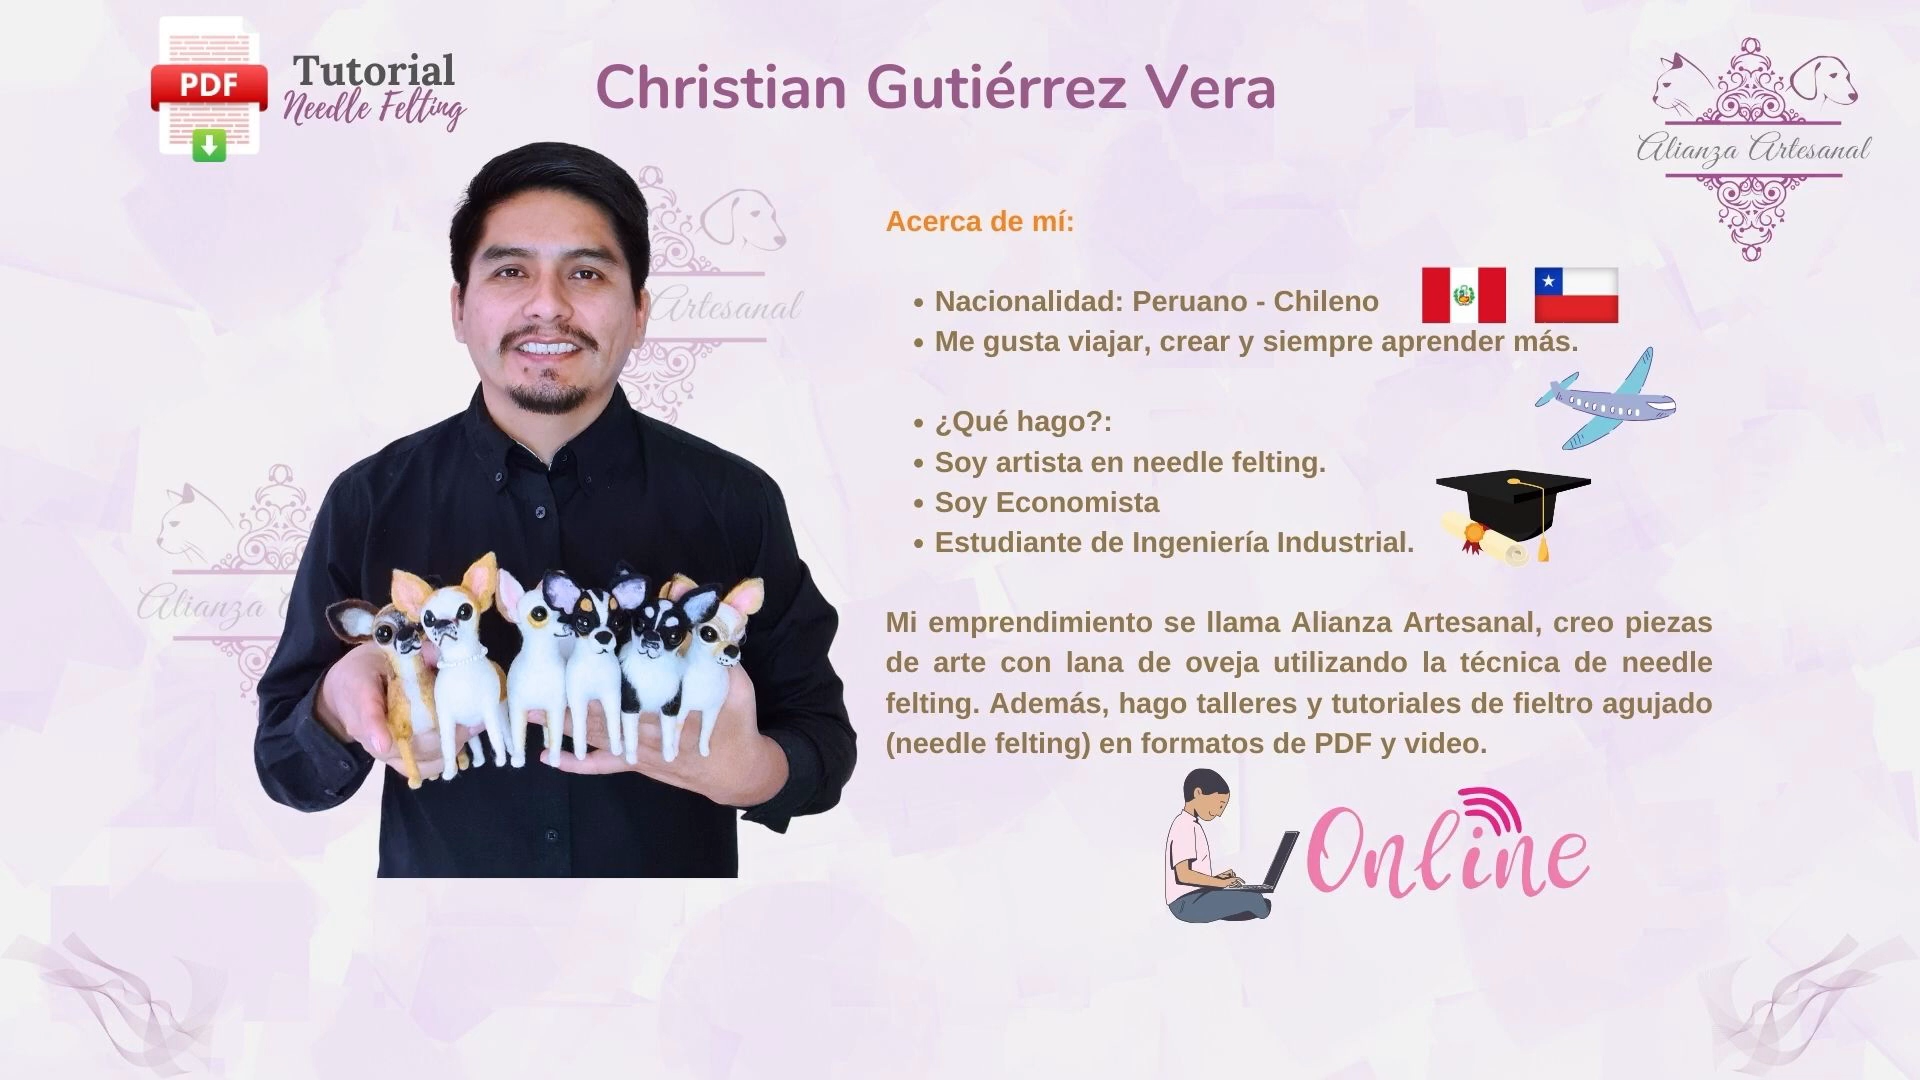 PDF
Tutorial
Needle Felting
Christian Gutiérrez Vera
Alianza Artesanal
Acerca de mí:
Artesanal
• Nacionalidad: Peruano - Chileno
• Me gusta viajar, crear y siempre aprender más.
• ¿Qué hago?:
• Soy artista en needle felting.
• Soy Economista
• Estudiante de Ingeniería Industrial.
Alianza
Mi emprendimiento se llama Alianza Artesanal, creo piezas
de arte con lana de oveja utilizando la técnica de needle
felting. Además, hago talleres y tutoriales de fieltro agujado
(needle felting) en formatos de PDF y video.
Online